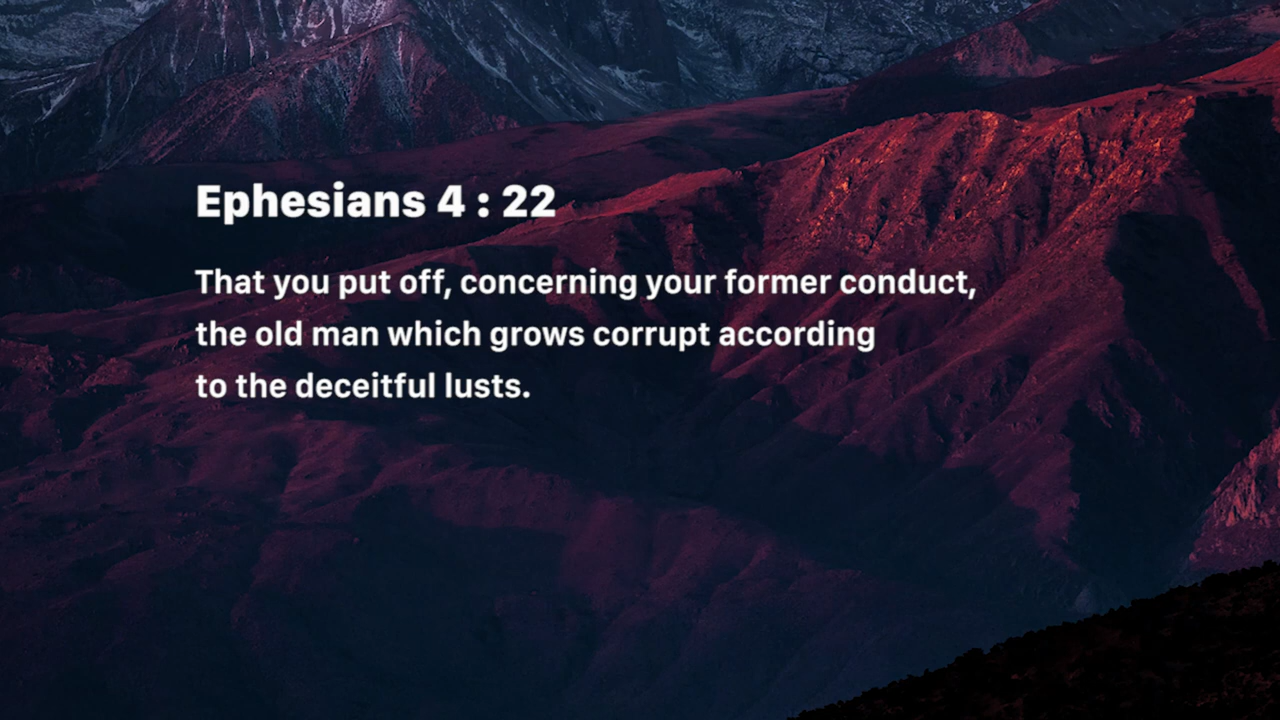 Ephesians 4 : 22
That you put off, concerning your former conduct,
the old man which grows corrupt according
to the deceitful lusts.